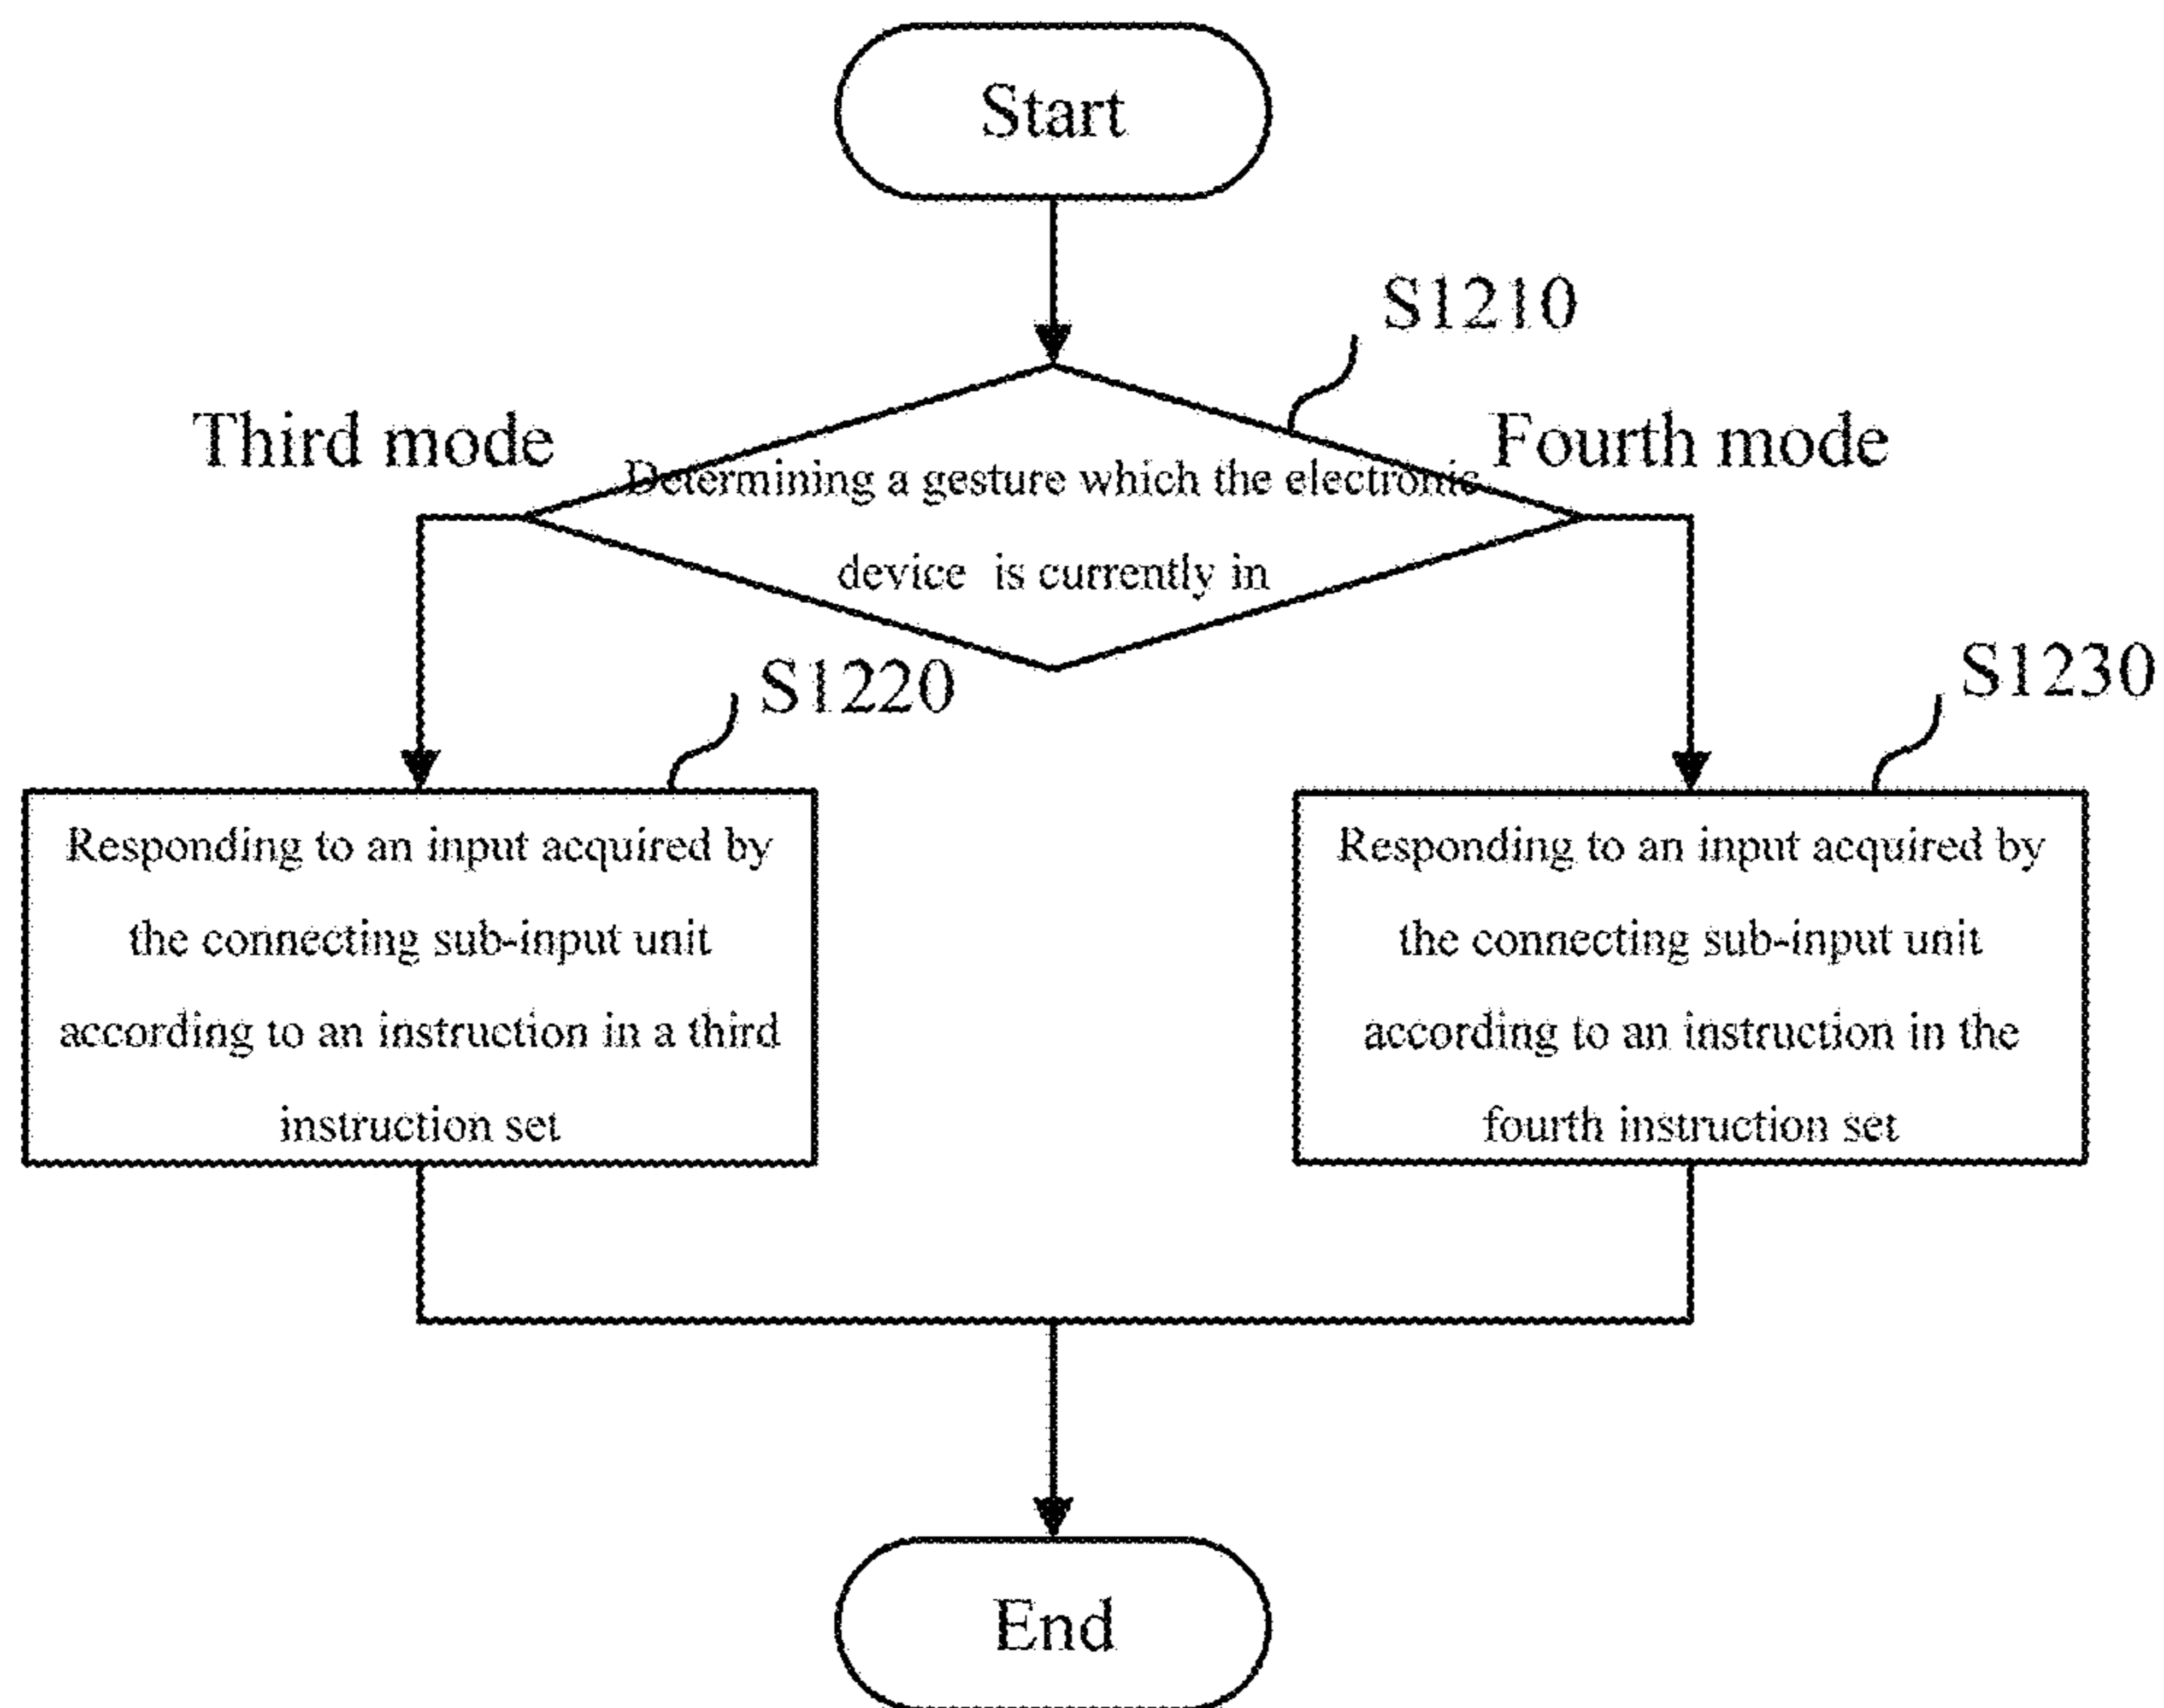 Start
S1210
Third mode
Fourth mode
Determining a gesture which the electronic
device is currently in
S1220
S1230
Responding to an input acquired by
the connecting sub-input unit
according to an instruction in a third
instruction set
Responding to an input acquired by
the connecting sub-input unit
according to an instruction in the
fourth instruction set
End